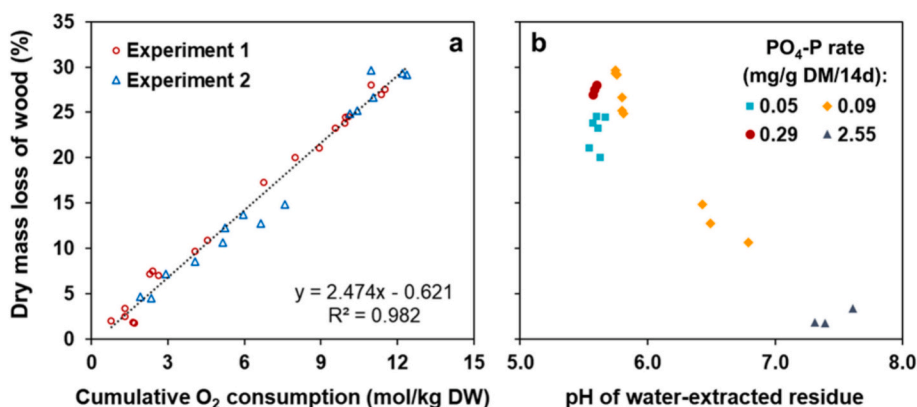 35
30
25
20
15
10
5
0
Dry mass loss of wood (%)
Experiment 1
Experiment 2
a
y = 2.474x - 0.621
R² = 0.982
0 3 6 9 12 15
Cumulative O₂ consumption (mol/kg DW)
b
PO₄-P rate
(mg/g DM/14d):
0.05 0.09
0.29 2.55
5.0 6.0 7.0 8.0
pH of water-extracted residue